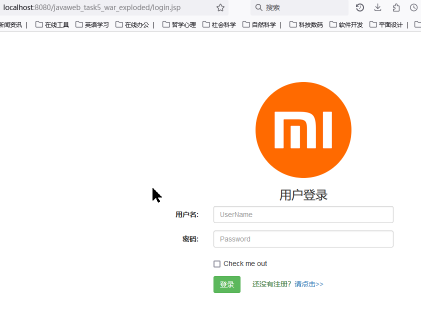 localhost:8080/javaweb_task5_war_exploded/login.jsp
搜索
新闻资讯 | 在线工具 英语学习 在线办公 | 哲学心理 社会科学 自然科学 | 科技数码 软件开发 平面设计 |
mi
用户登录
用户名: UserName
密码: Password
Check me out
登录 还没有注册? 请点击>>